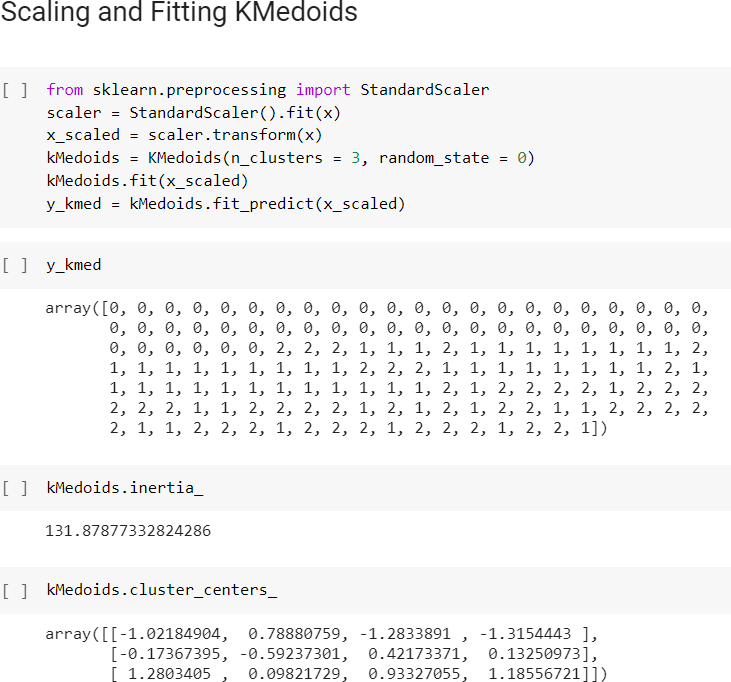 Scaling and Fitting KMedoids
[ ] from sklearn.preprocessing import StandardScaler
scaler = StandardScaler().fit(x)
x_scaled = scaler.transform(x)
kMedoids = KMedoids(n_clusters = 3, random_state = 0)
kMedoids.fit(x_scaled)
y_kmed = kMedoids.fit_predict(x_scaled)
[ ] y_kmed
array([0, 0, 0, 0, 0, 0, 0, 0, 0, 0, 0, 0, 0, 0, 0, 0, 0, 0, 0, 0, 0, 0,
0, 0, 0, 0, 0, 0, 0, 0, 0, 0, 0, 0, 0, 0, 0, 0, 0, 0, 0, 0, 0, 0,
0, 0, 0, 0, 0, 0, 2, 2, 2, 1, 1, 1, 2, 1, 1, 1, 1, 1, 1, 1, 1, 2,
1, 1, 1, 1, 1, 1, 1, 1, 1, 2, 2, 2, 1, 1, 1, 1, 1, 1, 1, 1, 2, 1,
1, 1, 1, 1, 1, 1, 1, 1, 1, 1, 1, 1, 2, 1, 2, 2, 2, 2, 1, 2, 2, 2,
2, 2, 2, 1, 1, 2, 2, 2, 2, 1, 2, 1, 2, 1, 2, 2, 1, 1, 2, 2, 2, 2,
2, 1, 1, 2, 2, 2, 1, 2, 2, 2, 1, 2, 2, 2, 1, 2, 2, 1])
[ ] kMedoids.inertia_
131.87877332824286
[ ] kMedoids.cluster_centers_
array([[-1.02184904, 0.78880759, -1.2833891 , -1.3154443 ],
[-0.17367395, -0.59237301, 0.42173371, 0.13250973],
[ 1.2803405 , 0.09821729, 0.93327055, 1.18556721]])